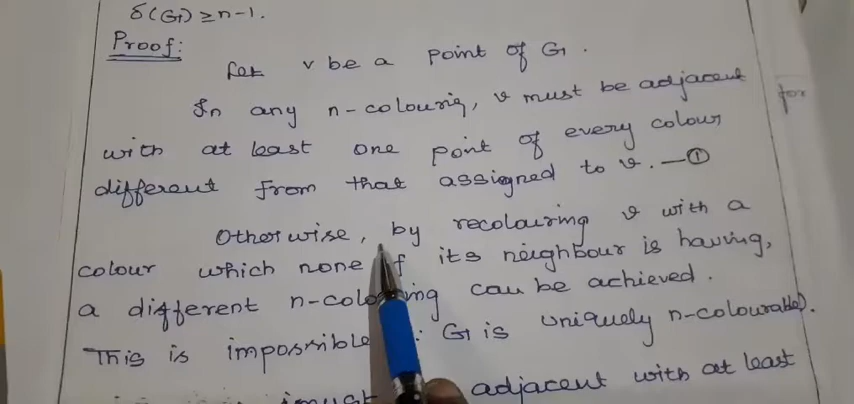 δ(G) ≥ n-1.
Proof:
Let v be a point of G.
In any n-colouring, v must be adjacent
with at least one point of every colour
different from that assigned to v. —①
for
Otherwise, by recolouring v with a
colour which none of its neighbour is having,
a different n-colouring can be achieved.
This is impossible ∵ G is uniquely n-colourable.
must adjacent with at least